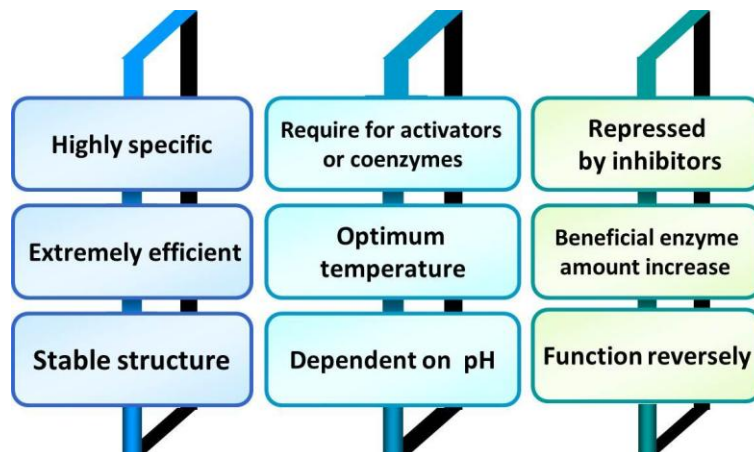 Highly specific
Extremely efficient
Stable structure
Require for activators
or coenzymes
Optimum
temperature
Dependent on pH
Repressed
by inhibitors
Beneficial enzyme
amount increase
Function reversely